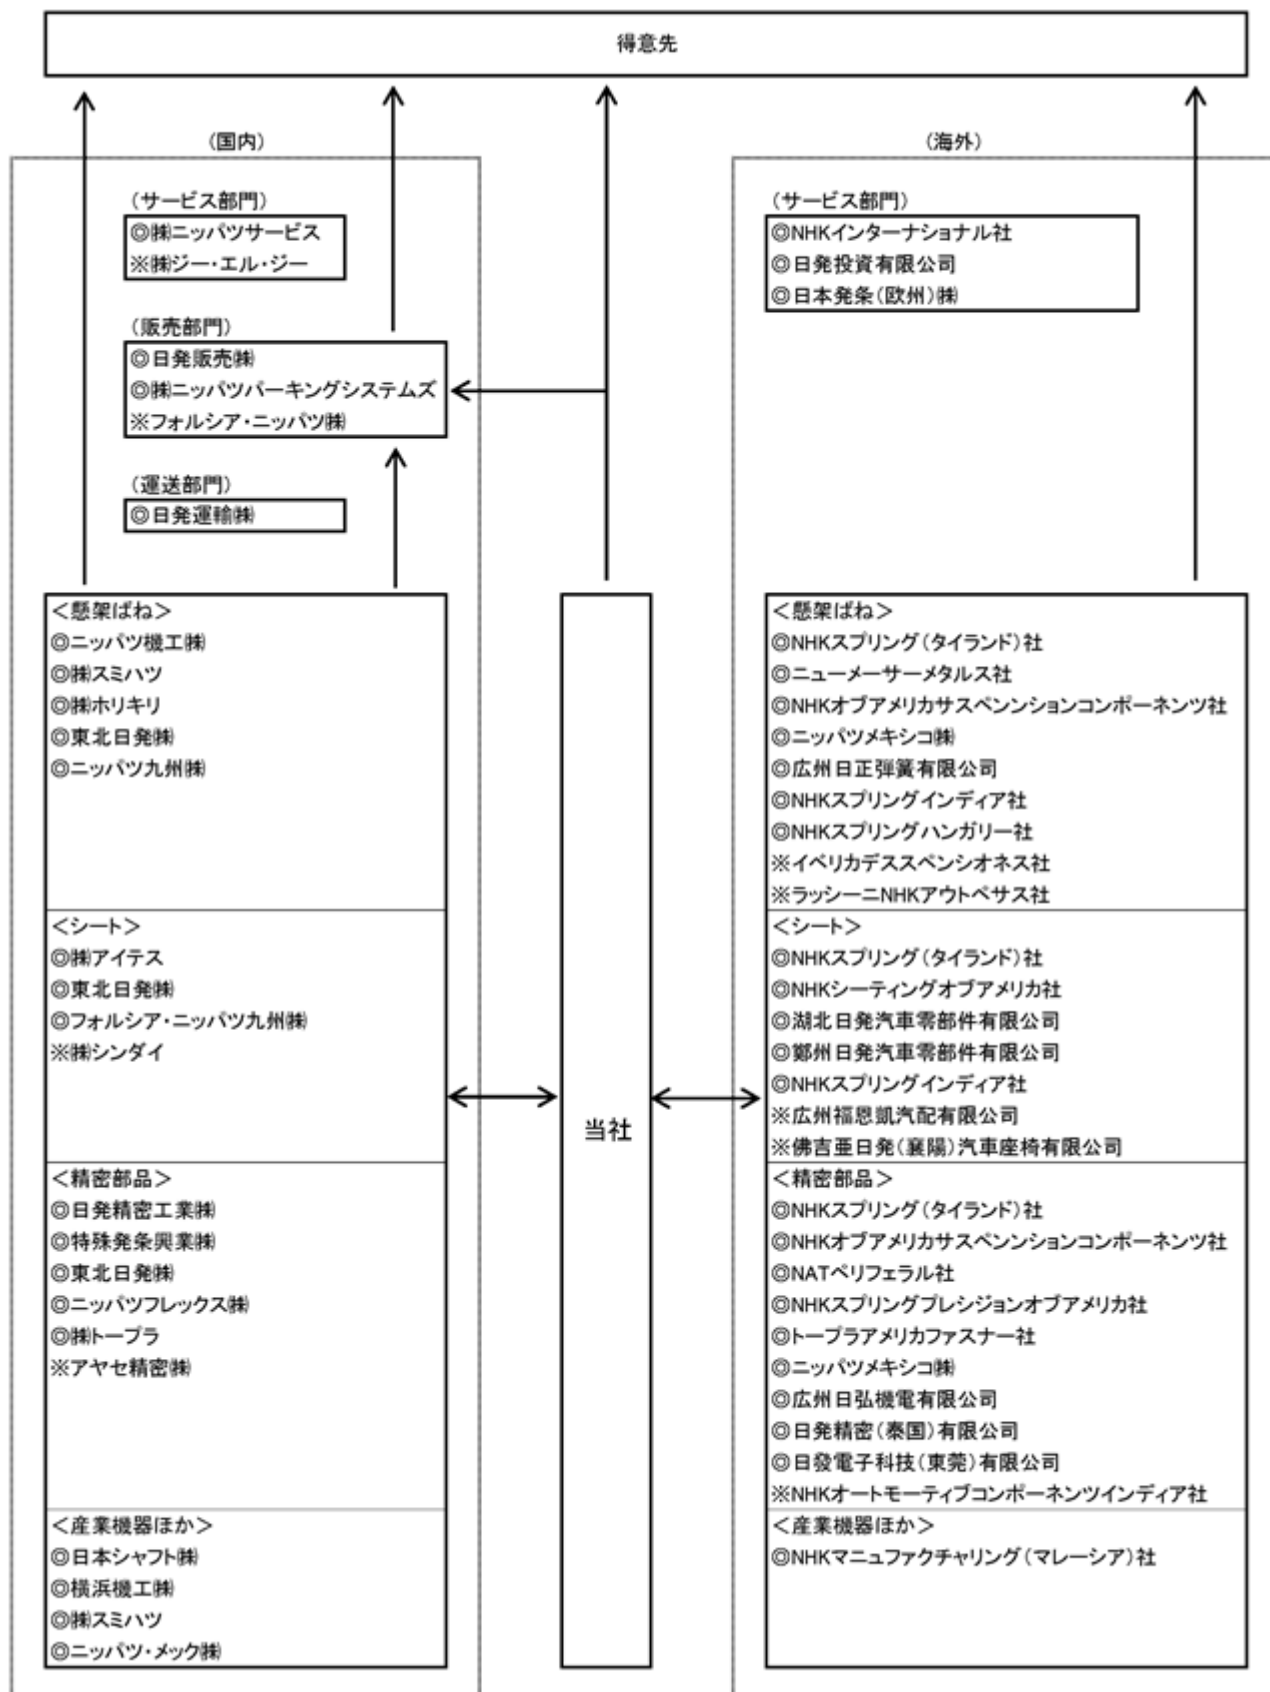 得意先
(国内)
(サービス部門)
◎㈱ニッパツサービス
※㈱ジー・エル・ジー
(販売部門)
◎日発販売㈱
◎㈱ニッパツパーキングシステムズ
※フォルシア・ニッパツ㈱
(運送部門)
◎日発運輸㈱
<懸架ばね>
◎ニッパツ機工㈱
◎㈱スミハツ
◎㈱ホリキリ
◎東北日発㈱
◎ニッパツ九州㈱
<シート>
◎㈱アイテス
◎東北日発㈱
◎フォルシア・ニッパツ九州㈱
※㈱シンダイ
<精密部品>
◎日発精密工業㈱
◎特殊発条興業㈱
◎東北日発㈱
◎ニッパツフレックス㈱
◎㈱トープラ
※アヤセ精密㈱
<産業機器ほか>
◎日本シャフト㈱
◎横浜機工㈱
◎㈱スミハツ
◎ニッパツ・メック㈱
当社
(海外)
(サービス部門)
◎NHKインターナショナル社
◎日発投資有限公司
◎日本発条(欧州)㈱
<懸架ばね>
◎NHKスプリング(タイランド)社
◎ニューメーサーメタルス社
◎NHKオブアメリカサスペンンションコンポーネンツ社
◎ニッパツメキシコ㈱
◎広州日正弾簧有限公司
◎NHKスプリングインディア社
◎NHKスプリングハンガリー社
※イベリカデススペンシオネス社
※ラッシーニNHKアウトペサス社
<シート>
◎NHKスプリング(タイランド)社
◎NHKシーティングオブアメリカ社
◎湖北日発汽車零部件有限公司
◎鄭州日発汽車零部件有限公司
◎NHKスプリングインディア社
※広州福恩凱汽配有限公司
※佛吉亜日発(襄陽)汽車座椅有限公司
<精密部品>
◎NHKスプリング(タイランド)社
◎NHKオブアメリカサスペンンションコンポーネンツ社
◎NATペリフェラル社
◎NHKスプリングプレシジョンオブアメリカ社
◎トープラアメリカファスナー社
◎ニッパツメキシコ㈱
◎広州日弘機電有限公司
◎日発精密(泰国)有限公司
◎日發電子科技(東莞)有限公司
※NHKオートモーティブコンポーネンツインディア社
<産業機器ほか>
◎NHKマニュファクチャリング(マレーシア)社